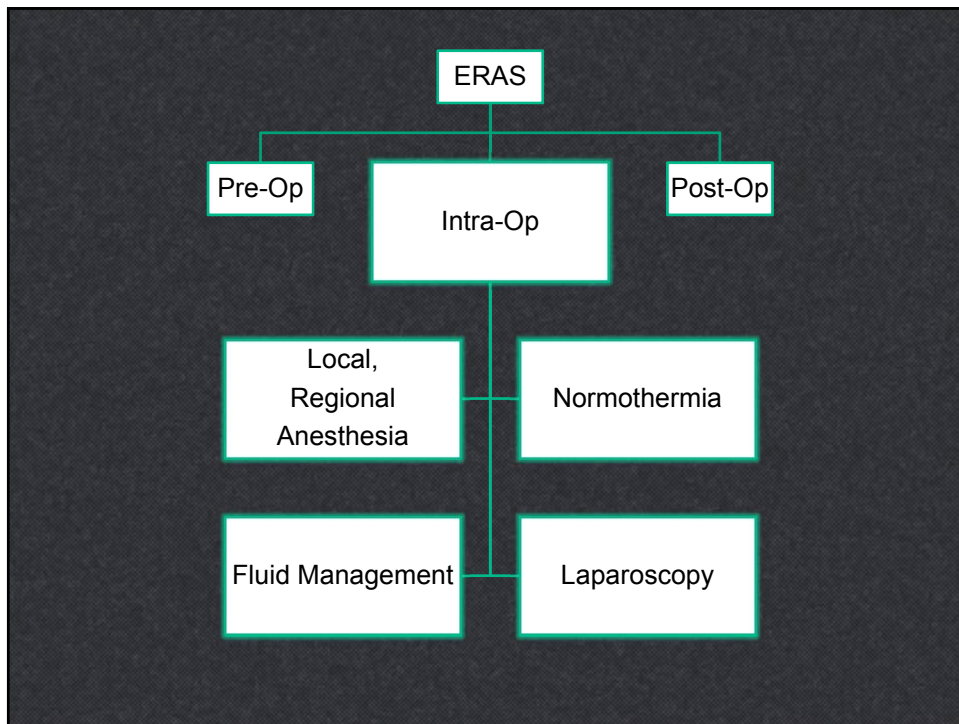 ERAS
Pre-Op
Intra-Op
Post-Op
Local,
Regional
Anesthesia
Normothermia
Fluid Management
Laparoscopy